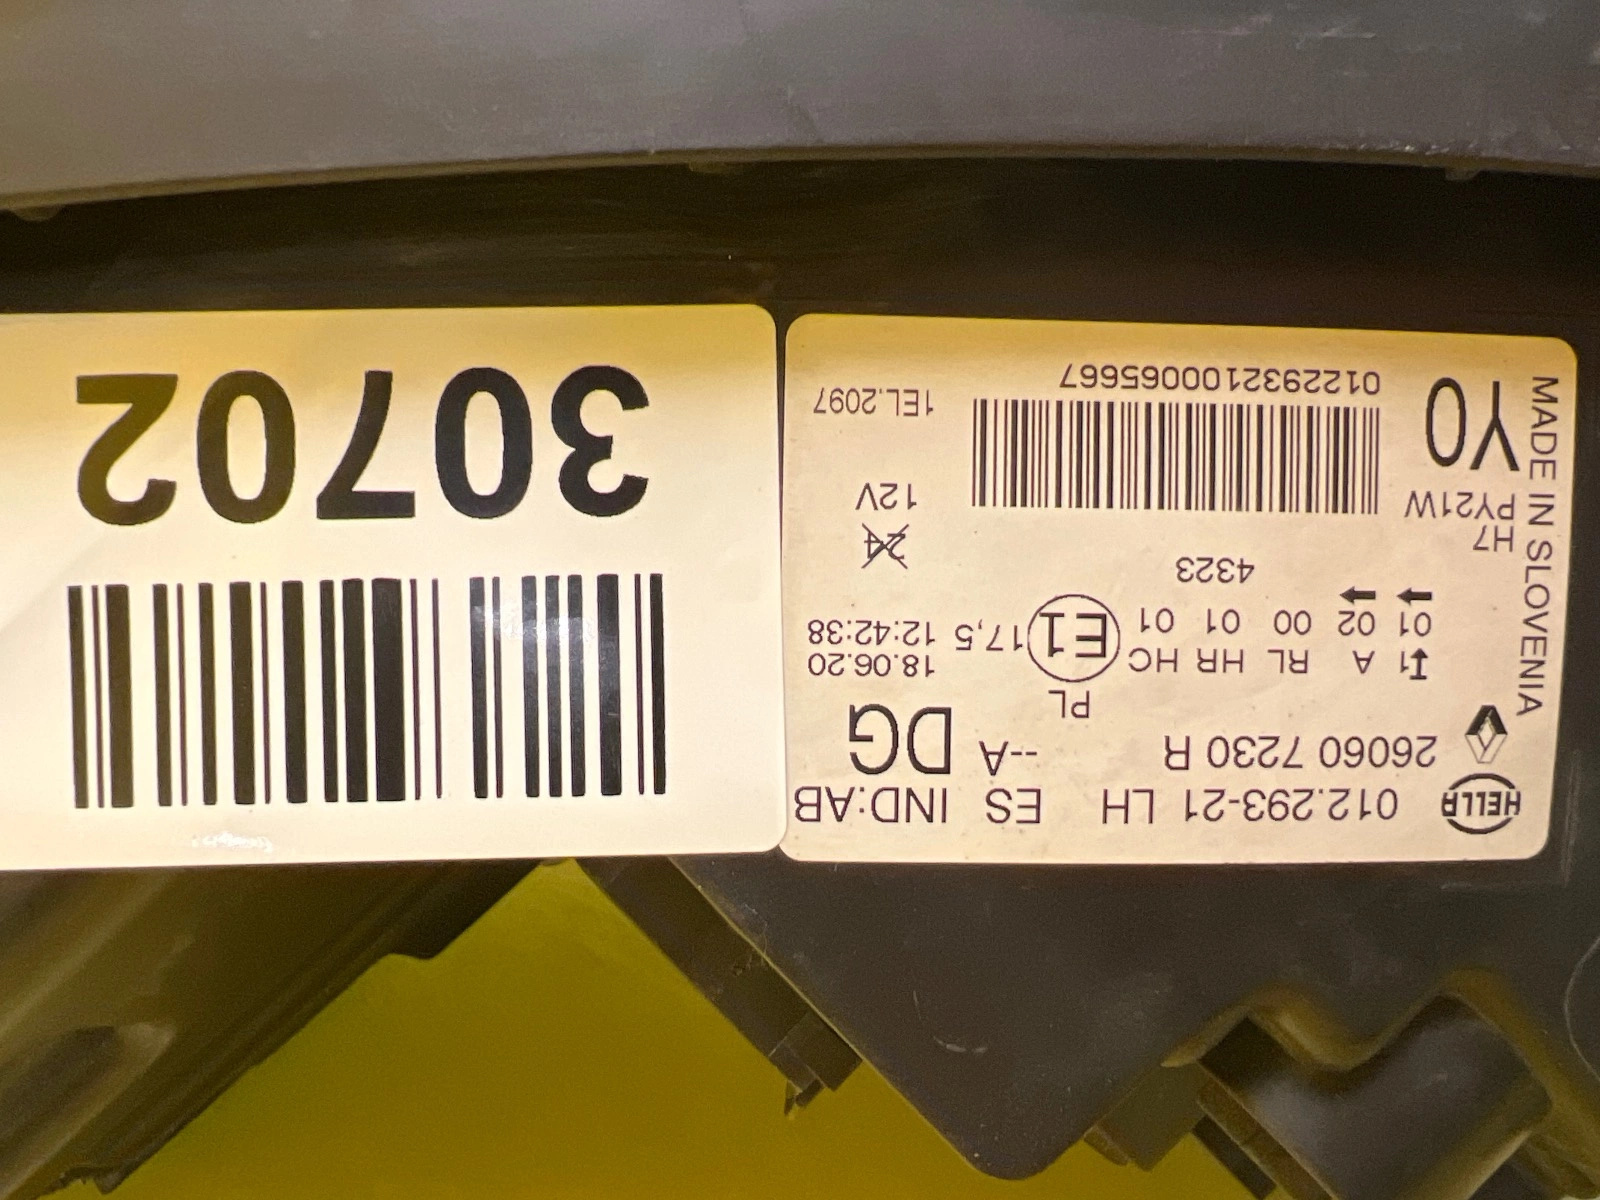 HELLA 012.293-21 LH ES IND:AB
26060 7230 R --A DG
PL
A RL HR HC E1 17,5 18.06.20
01 02 00 01 01 12:42:38
4323
24
12V
H7
PY21W
Y0
0122932100065667
1EL.2097
MADE IN SLOVENIA
30702